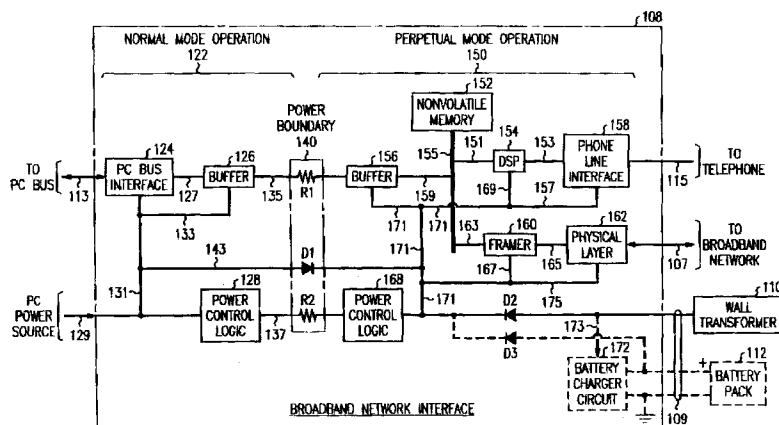 108
NORMAL MODE OPERATION
122
PERPETUAL MODE OPERATION
150
152
NONVOLATILE
MEMORY
POWER
BOUNDARY
140
124
PC BUS
INTERFACE
126
BUFFER
156
BUFFER
151
154
DSP
153
158
PHONE
LINE
INTERFACE
155
TO
PC BUS
113
127
135
R1
159
169
157
115
TO
TELEPHONE
133
171
171
163
160
FRAMER
162
PHYSICAL
LAYER
TO
BROADBAND
NETWORK
107
143
D1
171
167
165
131
171
175
PC
POWER
SOURCE
129
128
POWER
CONTROL
LOGIC
137
R2
168
POWER
CONTROL
LOGIC
D2
173
110
WALL
TRANSFORMER
D3
172
BATTERY
CHARGER
CIRCUIT
+
112
BATTERY
PACK
109
BROADBAND NETWORK INTERFACE